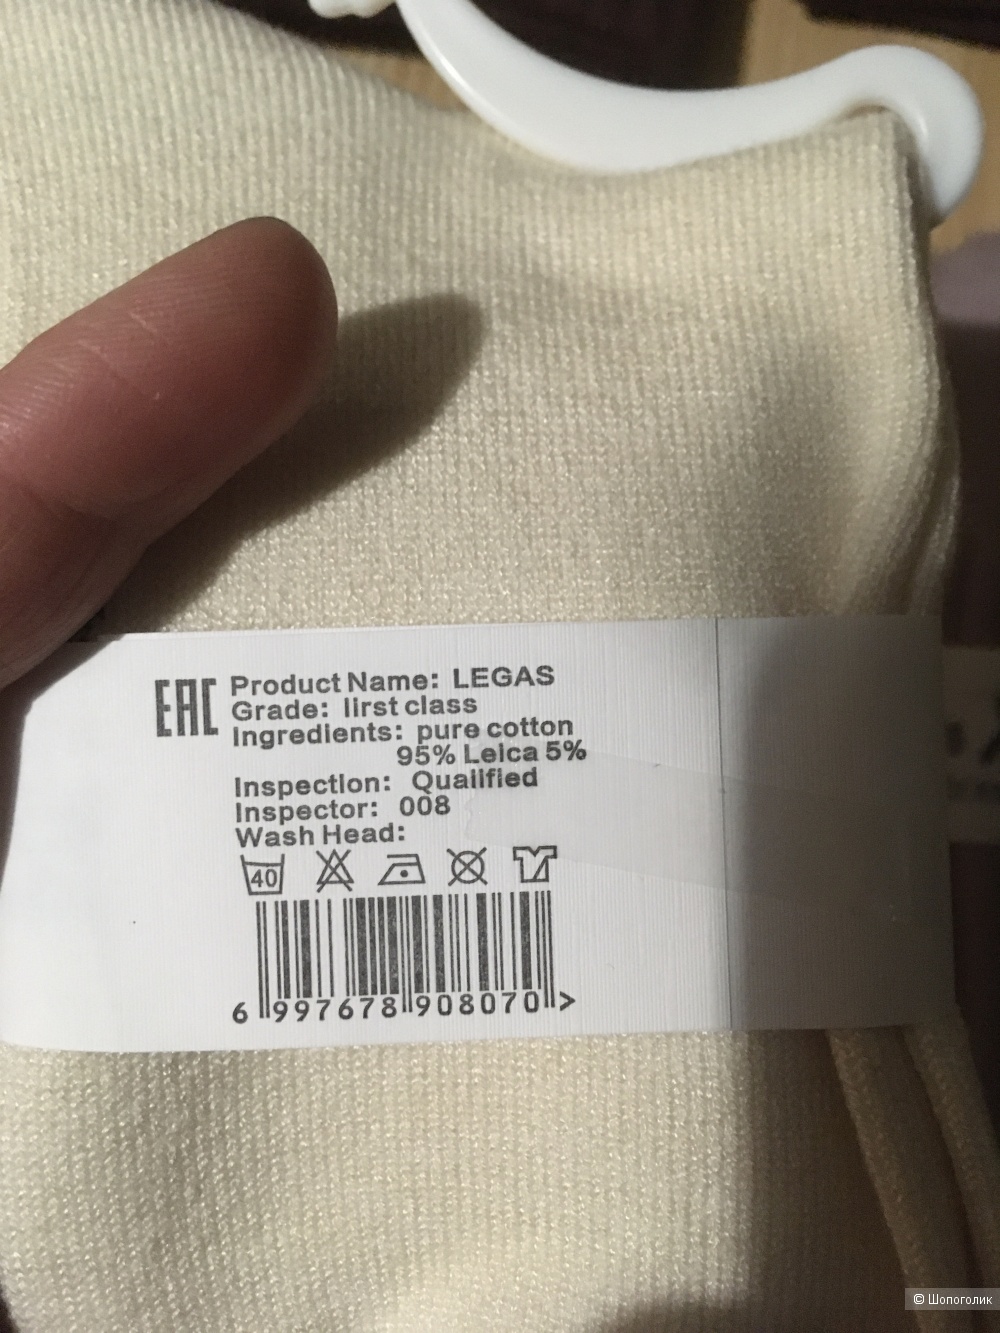 EAC
Product Name: LEGAS
Grade: lirst class
Ingredients: pure cotton
95% Leica 5%
Inspection: Qualified
Inspector: 008
Wash Head:
40
6 997678 908070 >
© Шопоголик